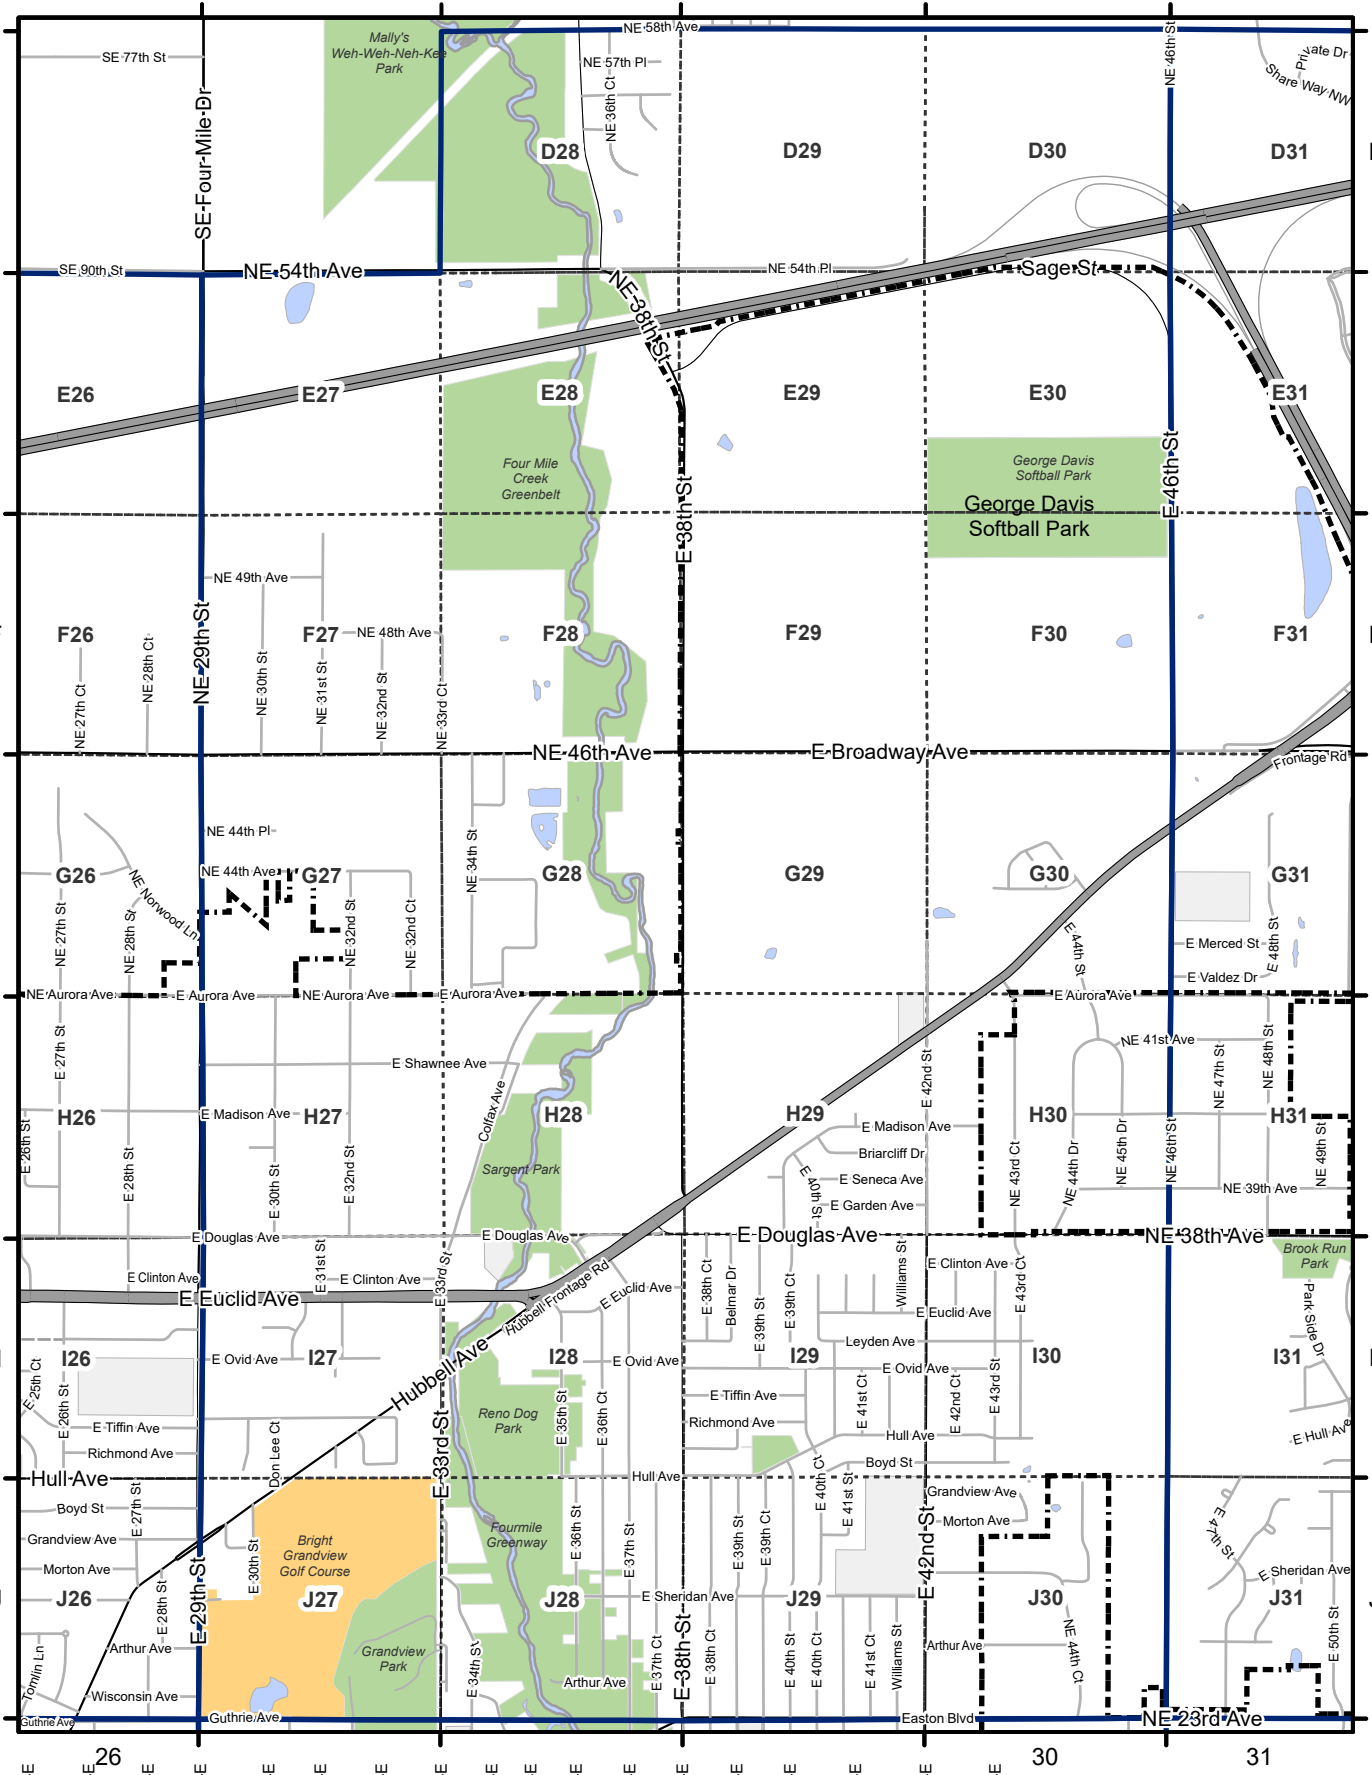 NE 58th Ave
Mally's
Weh-Weh-Neh-Kee
Park
SE 77th St
NE 57th Pl
NE 36th Ct
NE 46th St
Private Dr
Share Way NW
SE Four Mile Dr
D28
D29
D30
D31
SE 90th St
NE 54th Ave
NE 54th Pl
Sage St
NE 38th St
E26
E27
E28
E29
E30
E31
Four Mile
Creek
Greenbelt
George Davis
Softball Park
George Davis
Softball Park
E 46th St
E 38th St
NE 49th Ave
NE 29th St
F26
F27
NE 48th Ave
F28
F29
F30
F31
NE 27th Ct
NE 28th Ct
NE 30th St
NE 31st St
NE 32nd St
NE 33rd Ct
NE 46th Ave
E Broadway Ave
Frontage Rd
NE 44th Pl
NE 34th St
NE 44th Ave
G26
G27
G28
G29
G30
G31
NE Norwood Ln
NE 27th St
NE 28th St
NE 32nd St
NE 32nd Ct
E 44th St
E Merced St
E 48th St
E Valdez Dr
NE Aurora Ave
E Aurora Ave
NE Aurora Ave
E Aurora Ave
E Aurora Ave
E 27th St
E Shawnee Ave
Colfax Ave
E 42nd St
NE 41st Ave
NE 47th St
NE 48th St
H26
E Madison Ave
H27
H28
H29
H30
H31
E Madison Ave
Briarcliff Dr
E Seneca Ave
E Garden Ave
E 40th St
E 26th St
E 28th St
E 30th St
E 32nd St
Sargent Park
NE 43rd Ct
NE 44th Dr
NE 45th Dr
NE 46th St
NE 49th St
NE 39th Ave
E Douglas Ave
E Douglas Ave
E Douglas Ave
NE 38th Ave
Brook Run
Park
E Clinton Ave
E 31st St
E Clinton Ave
E 33rd St
Hubbell Frontage Rd
E Euclid Ave
E 38th Ct
Belmar Dr
E 39th St
E 39th Ct
Williams St
E Clinton Ave
E 43rd Ct
E Euclid Ave
E Euclid Ave
Park Side Dr
Leyden Ave
I26
E Ovid Ave
I27
Hubbell Ave
I28
E Ovid Ave
I29
E Ovid Ave
I30
I31
E 25th Ct
E 26th St
E Tiffin Ave
Richmond Ave
Don Lee Ct
E 33rd St
Reno Dog
Park
E 35th St
E 36th Ct
E Tiffin Ave
Richmond Ave
E 41st Ct
E 42nd Ct
E 43rd St
Hull Ave
E Hull Ave
Hull Ave
Hull Ave
Boyd St
E 40th Ct
E 41st St
Boyd St
Grandview Ave
Morton Ave
E 27th St
E 28th St
E 29th St
E 30th St
Bright
Grandview
Golf Course
Fourmile
Greenway
E 36th St
E 37th St
E 39th St
E 39th Ct
E 42nd St
Grandview Ave
Morton Ave
E 47th St
E Sheridan Ave
J26
J27
J28
E Sheridan Ave
J29
J30
J31
Tomlin Ln
Arthur Ave
Wisconsin Ave
Grandview
Park
E 34th St
Arthur Ave
E 37th Ct
E 38th St
E 38th Ct
E 40th St
E 40th Ct
E 41st Ct
Williams St
Arthur Ave
NE 44th Ct
E 50th St
Guthrie Ave
Guthrie Ave
Easton Blvd
NE 23rd Ave
26
30
31
E E E E E E E E E E E E E E E E